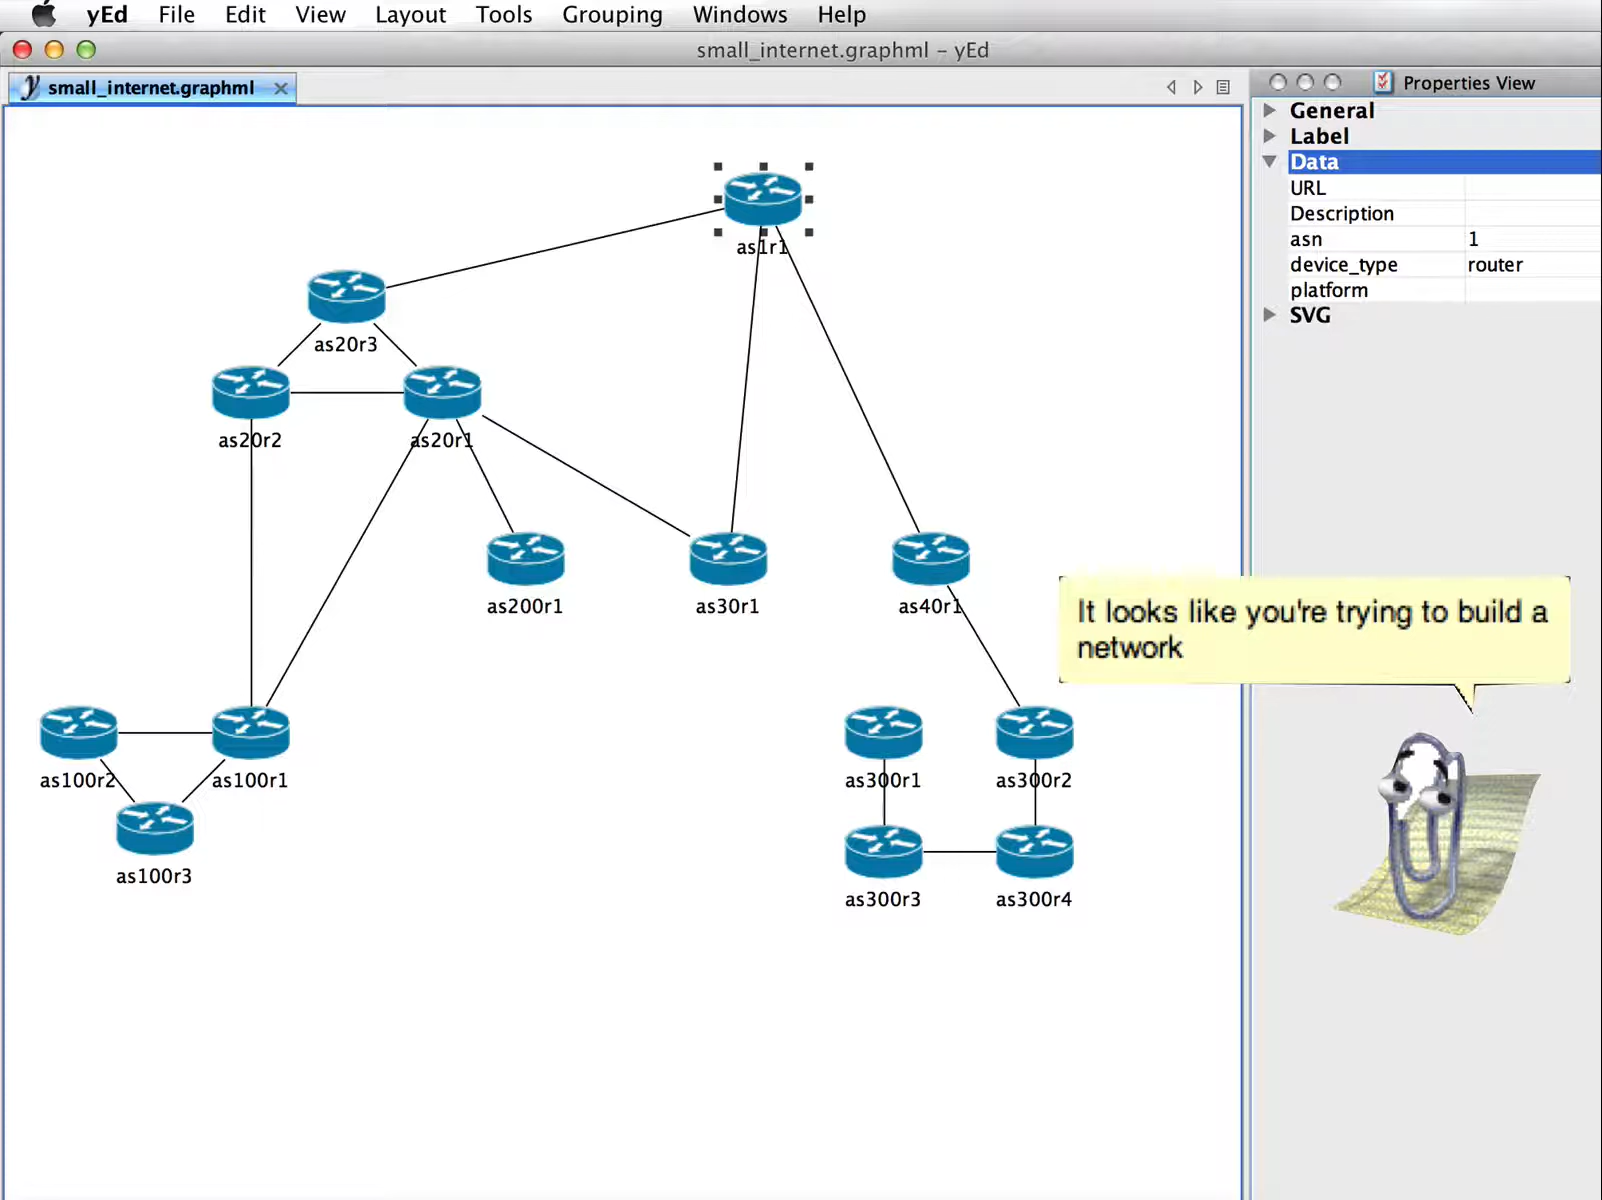 yEd File Edit View Layout Tools Grouping Windows Help
small_internet.graphml – yEd
small_internet.graphml
Properties View
General
Label
Data
URL
Description
asn 1
device_type router
platform
SVG
as1r1
as20r3
as20r2 as20r1
as200r1 as30r1 as40r1
It looks like you're trying to build a
network
as100r2 as100r1 as300r1 as300r2
as100r3
as300r3 as300r4